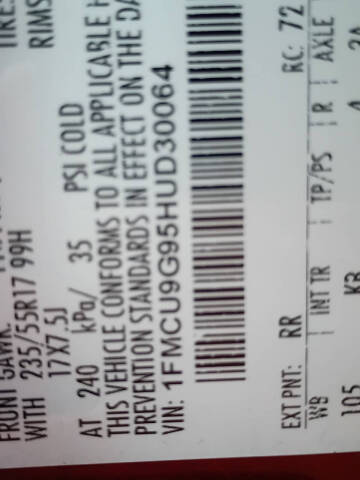 TIRE
RIMS
FRONT GAWR:
WITH 235/55R17 99H
17X7.5J
AT 240 kPa/ 35 PSI COLD
THIS VEHICLE CONFORMS TO ALL APPLICABLE
PREVENTION STANDARDS IN EFFECT ON THE DA
VIN: 1FMCU9G95HUD30064
EXT PNT: RR RC: 72
WB INT TR TP/PS R AXLE
105 KB